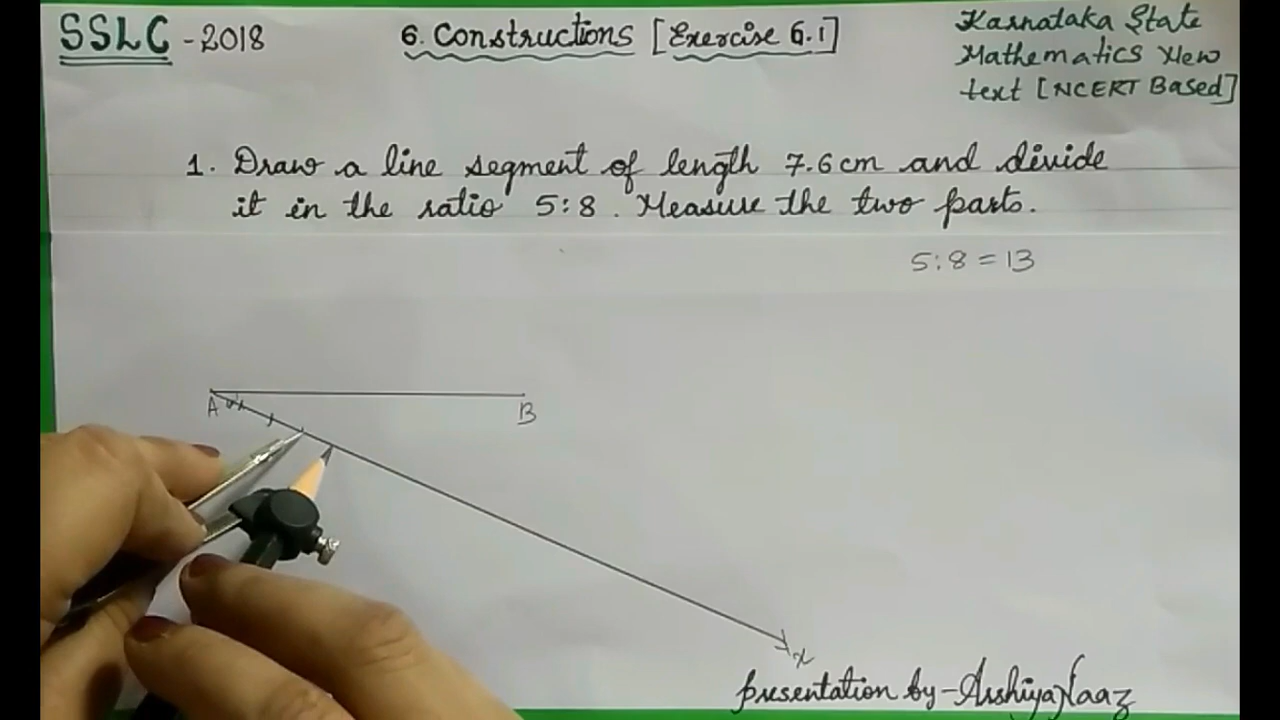 SSLC - 2018
6. Constructions [Exercise 6.1]
Karnataka State
Mathematics New
text [NCERT Based]
1. Draw a line segment of length 7.6 cm and divide
it in the ratio 5:8. Measure the two parts.
5:8 = 13
A
B
x
presentation by - Arshiya Naaz